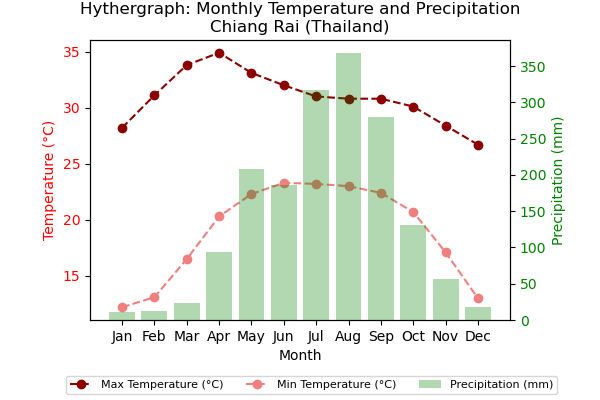 Hythergraph: Monthly Temperature and Precipitation
Chiang Rai (Thailand)
35
30
25
20
15
Temperature (°C)
350
300
250
200
150
100
50
0
Precipitation (mm)
Jan Feb Mar Apr May Jun Jul Aug Sep Oct Nov Dec
Month
Max Temperature (°C) Min Temperature (°C) Precipitation (mm)